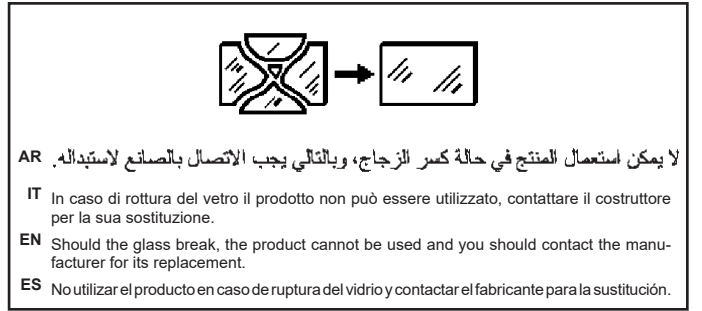 AR لا يمكن استعمال المنتج في حالة كسر الزجاج، وبالتالي يجب الاتصال بالصانع لاستبداله.
IT In caso di rottura del vetro il prodotto non può essere utilizzato, contattare il costruttore
per la sua sostituzione.
EN Should the glass break, the product cannot be used and you should contact the manu-
facturer for its replacement.
ES No utilizar el producto en caso de ruptura del vidrio y contactar el fabricante para la sustitución.